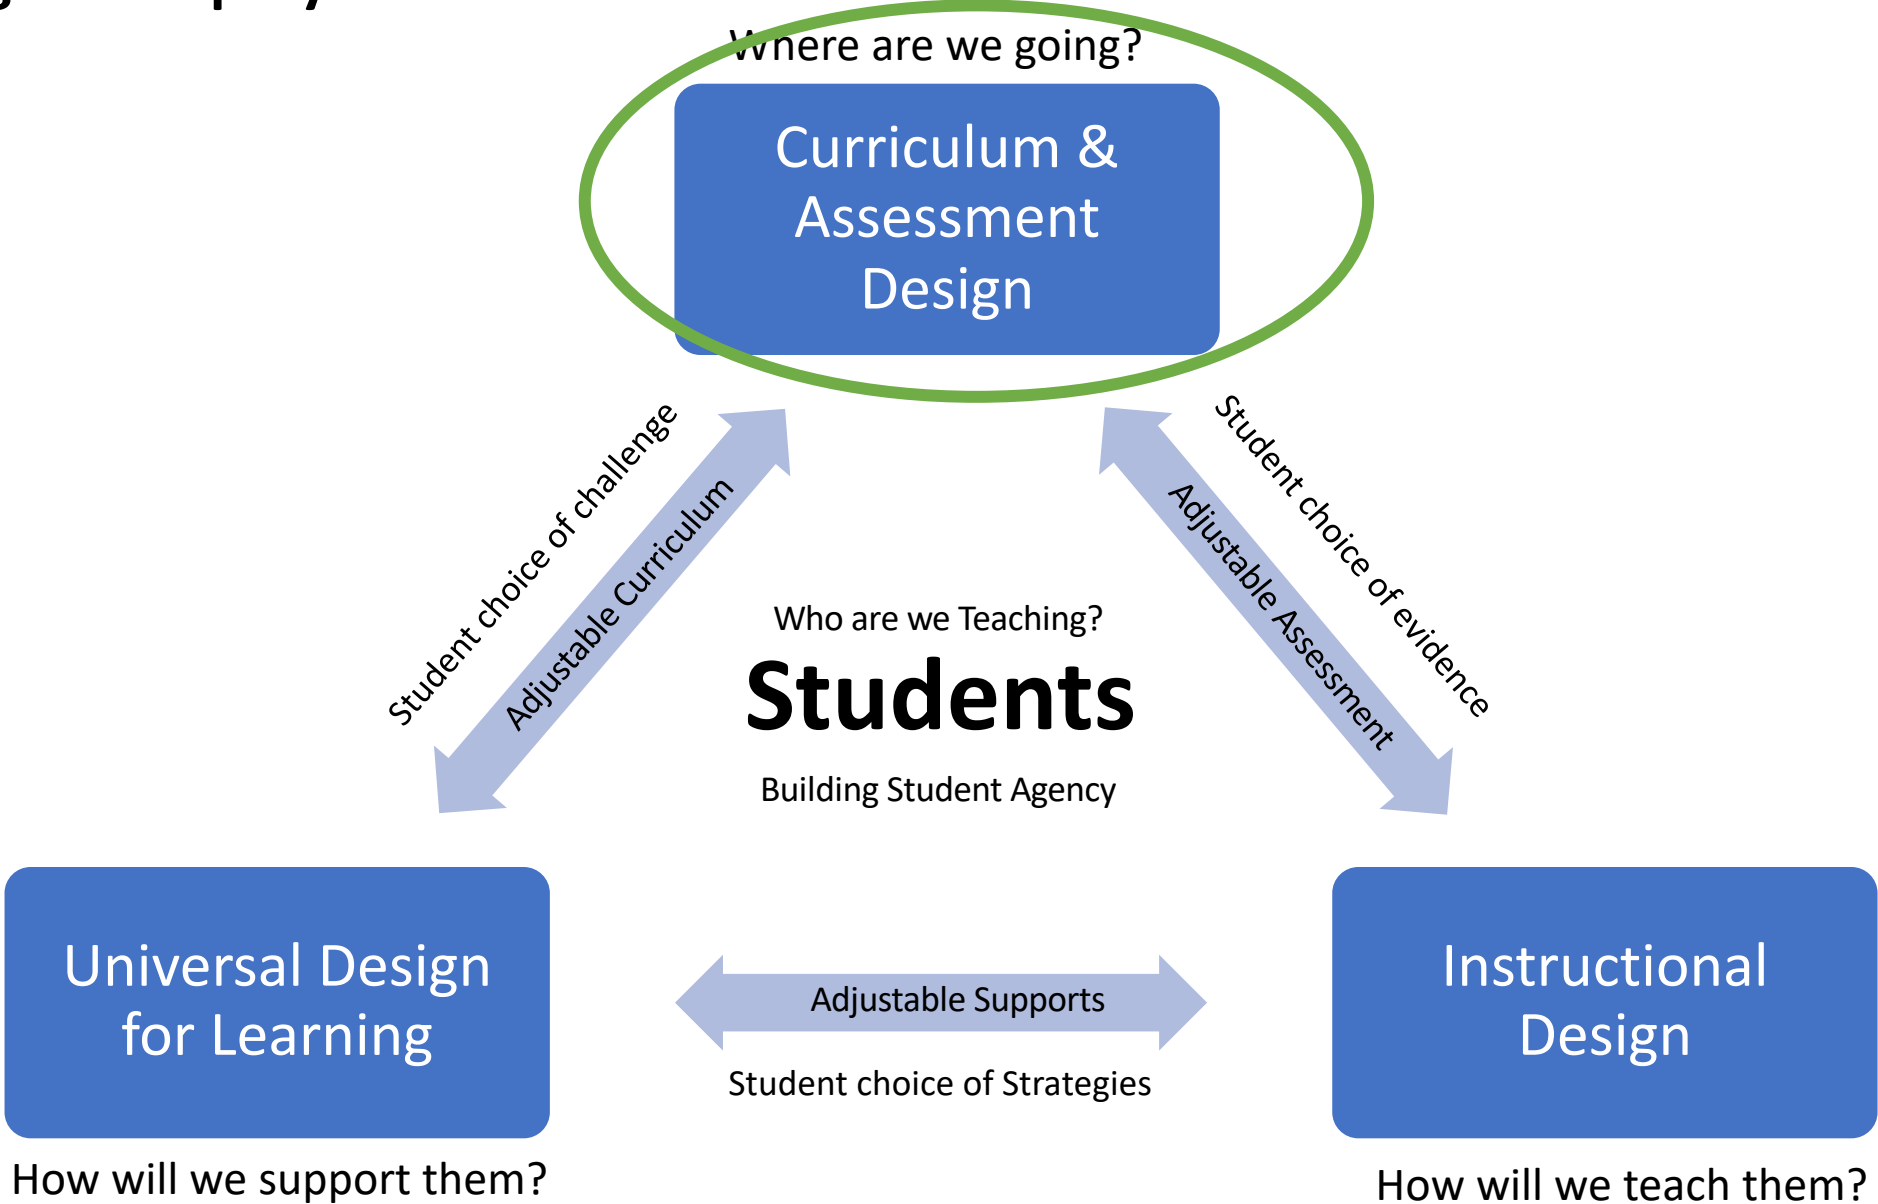 Where are we going?
Curriculum &
Assessment
Design
Student choice of challenge
Adjustable Curriculum
Adjustable Assessment
Student choice of evidence
Who are we Teaching?
Students
Building Student Agency
Universal Design
for Learning
Adjustable Supports
Student choice of Strategies
Instructional
Design
How will we support them?
How will we teach them?